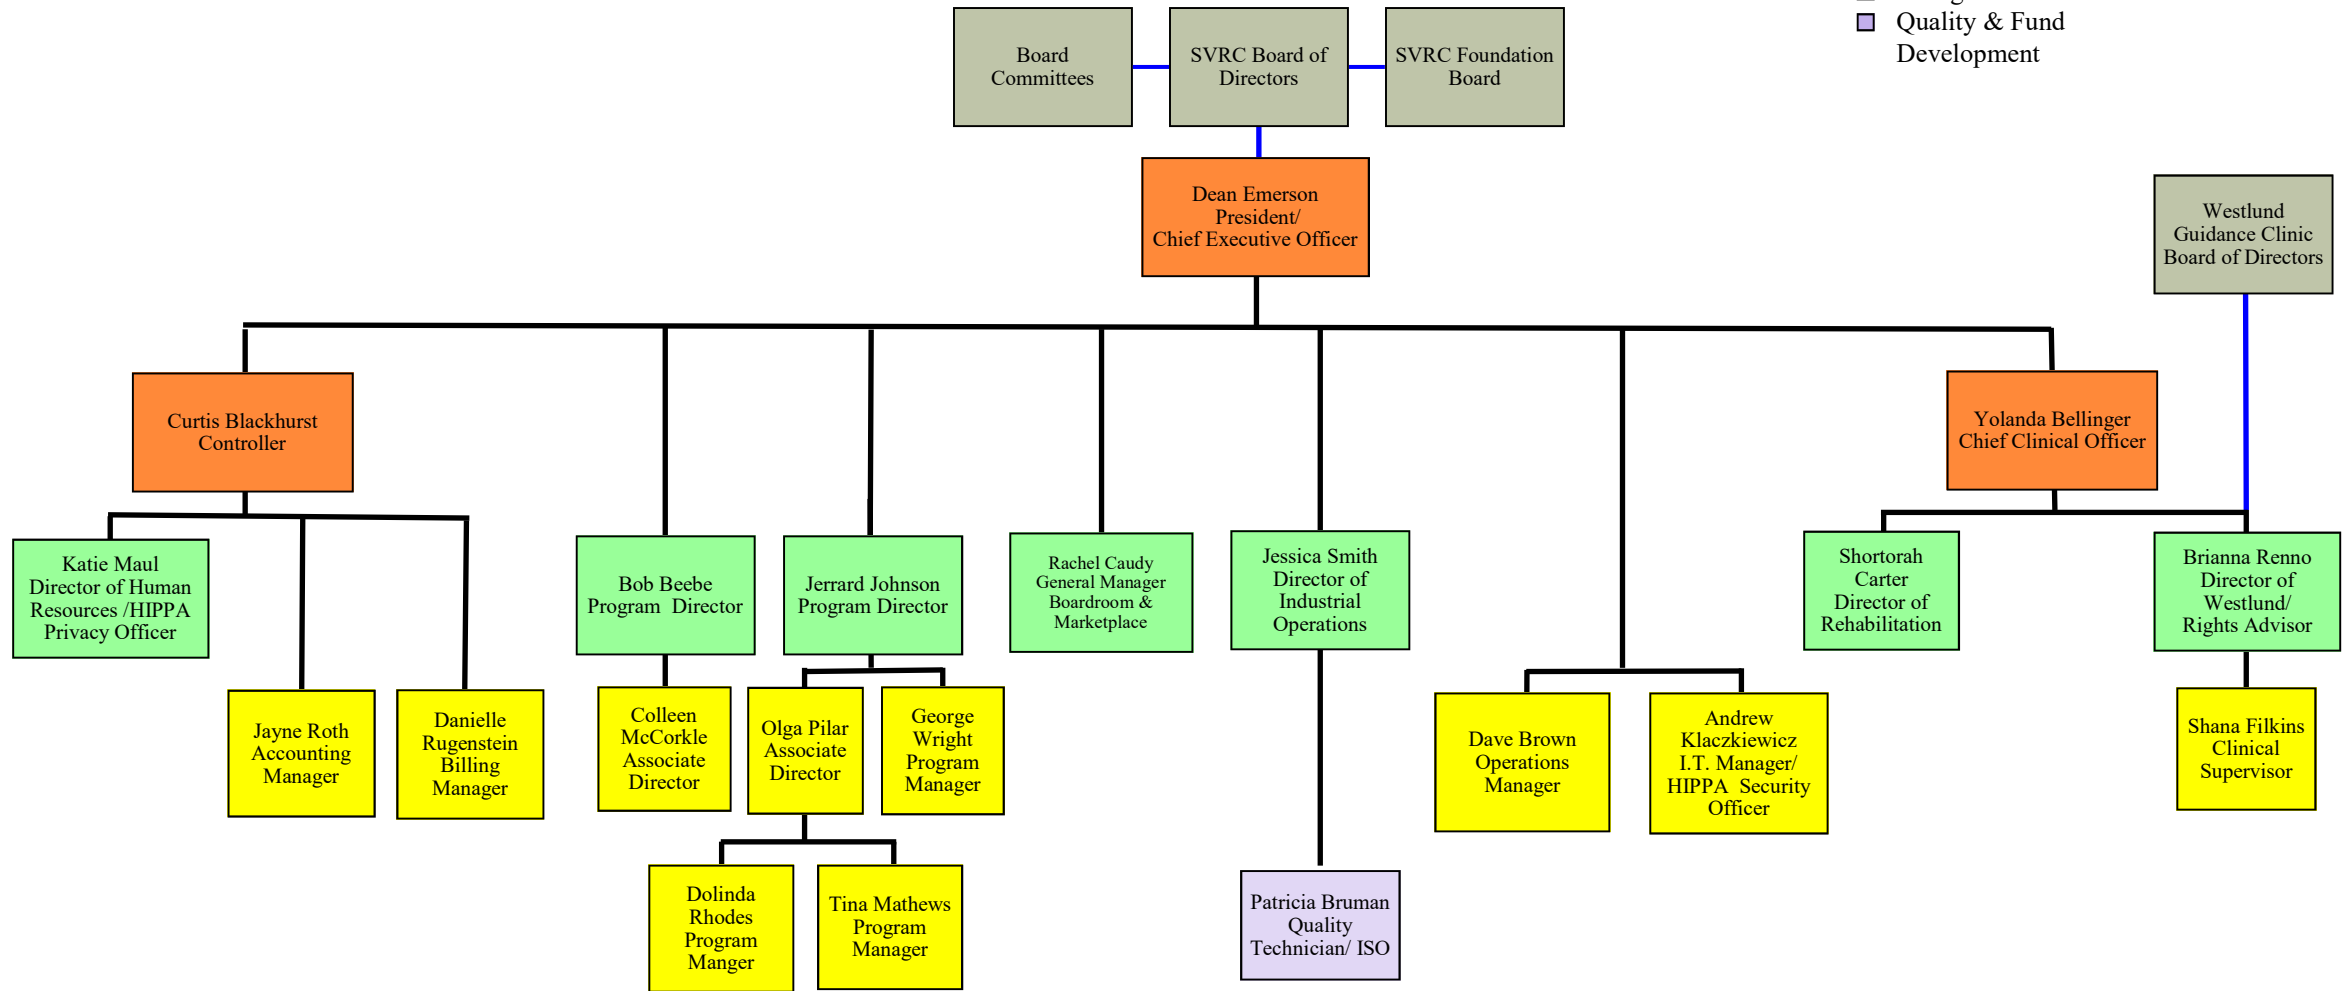 Quality & Fund
Development
Board
Committees
SVRC Board of
Directors
SVRC Foundation
Board
Dean Emerson
President/
Chief Executive Officer
Westlund
Guidance Clinic
Board of Directors
Curtis Blackhurst
Controller
Yolanda Bellinger
Chief Clinical Officer
Katie Maul
Director of Human
Resources /HIPPA
Privacy Officer
Bob Beebe
Program  Director
Jerrard Johnson
Program Director
Rachel Caudy
General Manager
Boardroom &
Marketplace
Jessica Smith
Director of
Industrial
Operations
Shortorah
Carter
Director of
Rehabilitation
Brianna Renno
Director of
Westlund/
Rights Advisor
Jayne Roth
Accounting
Manager
Danielle
Rugenstein
Billing
Manager
Colleen
McCorkle
Associate
Director
Olga Pilar
Associate
Director
George
Wright
Program
Manager
Dave Brown
Operations
Manager
Andrew
Klaczkiewicz
I.T. Manager/
HIPPA  Security
Officer
Shana Filkins
Clinical
Supervisor
Dolinda
Rhodes
Program
Manger
Tina Mathews
Program
Manager
Patricia Bruman
Quality
Technician/ ISO